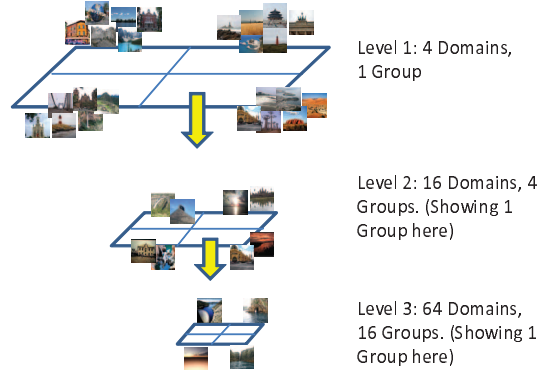 Level 1: 4 Domains,
1 Group
Level 2: 16 Domains, 4
Groups. (Showing 1
Group here)
Level 3: 64 Domains,
16 Groups. (Showing 1
Group here)